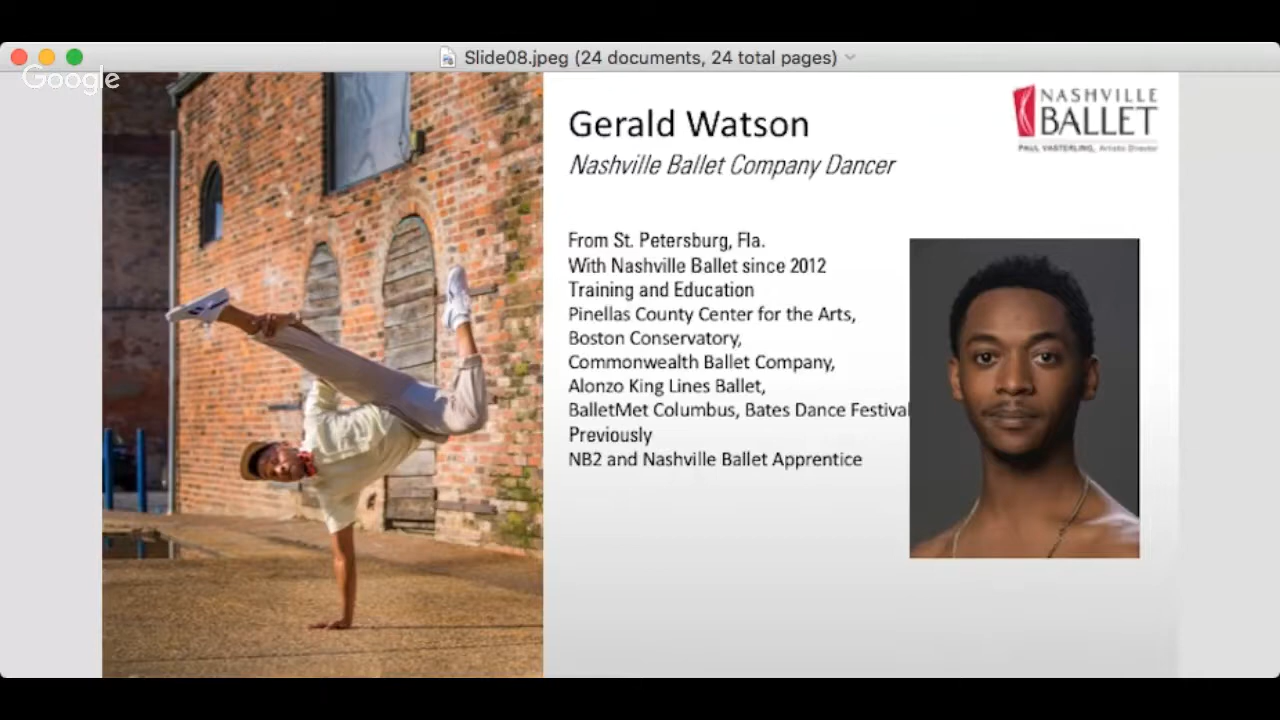 Slide08.jpeg (24 documents, 24 total pages)
Google
Gerald Watson
Nashville Ballet Company Dancer
NASHVILLE
BALLET
PAUL VASTERLING, Artistic Director
From St. Petersburg, Fla.
With Nashville Ballet since 2012
Training and Education
Pinellas County Center for the Arts,
Boston Conservatory,
Commonwealth Ballet Company,
Alonzo King Lines Ballet,
BalletMet Columbus, Bates Dance Festival
Previously
NB2 and Nashville Ballet Apprentice